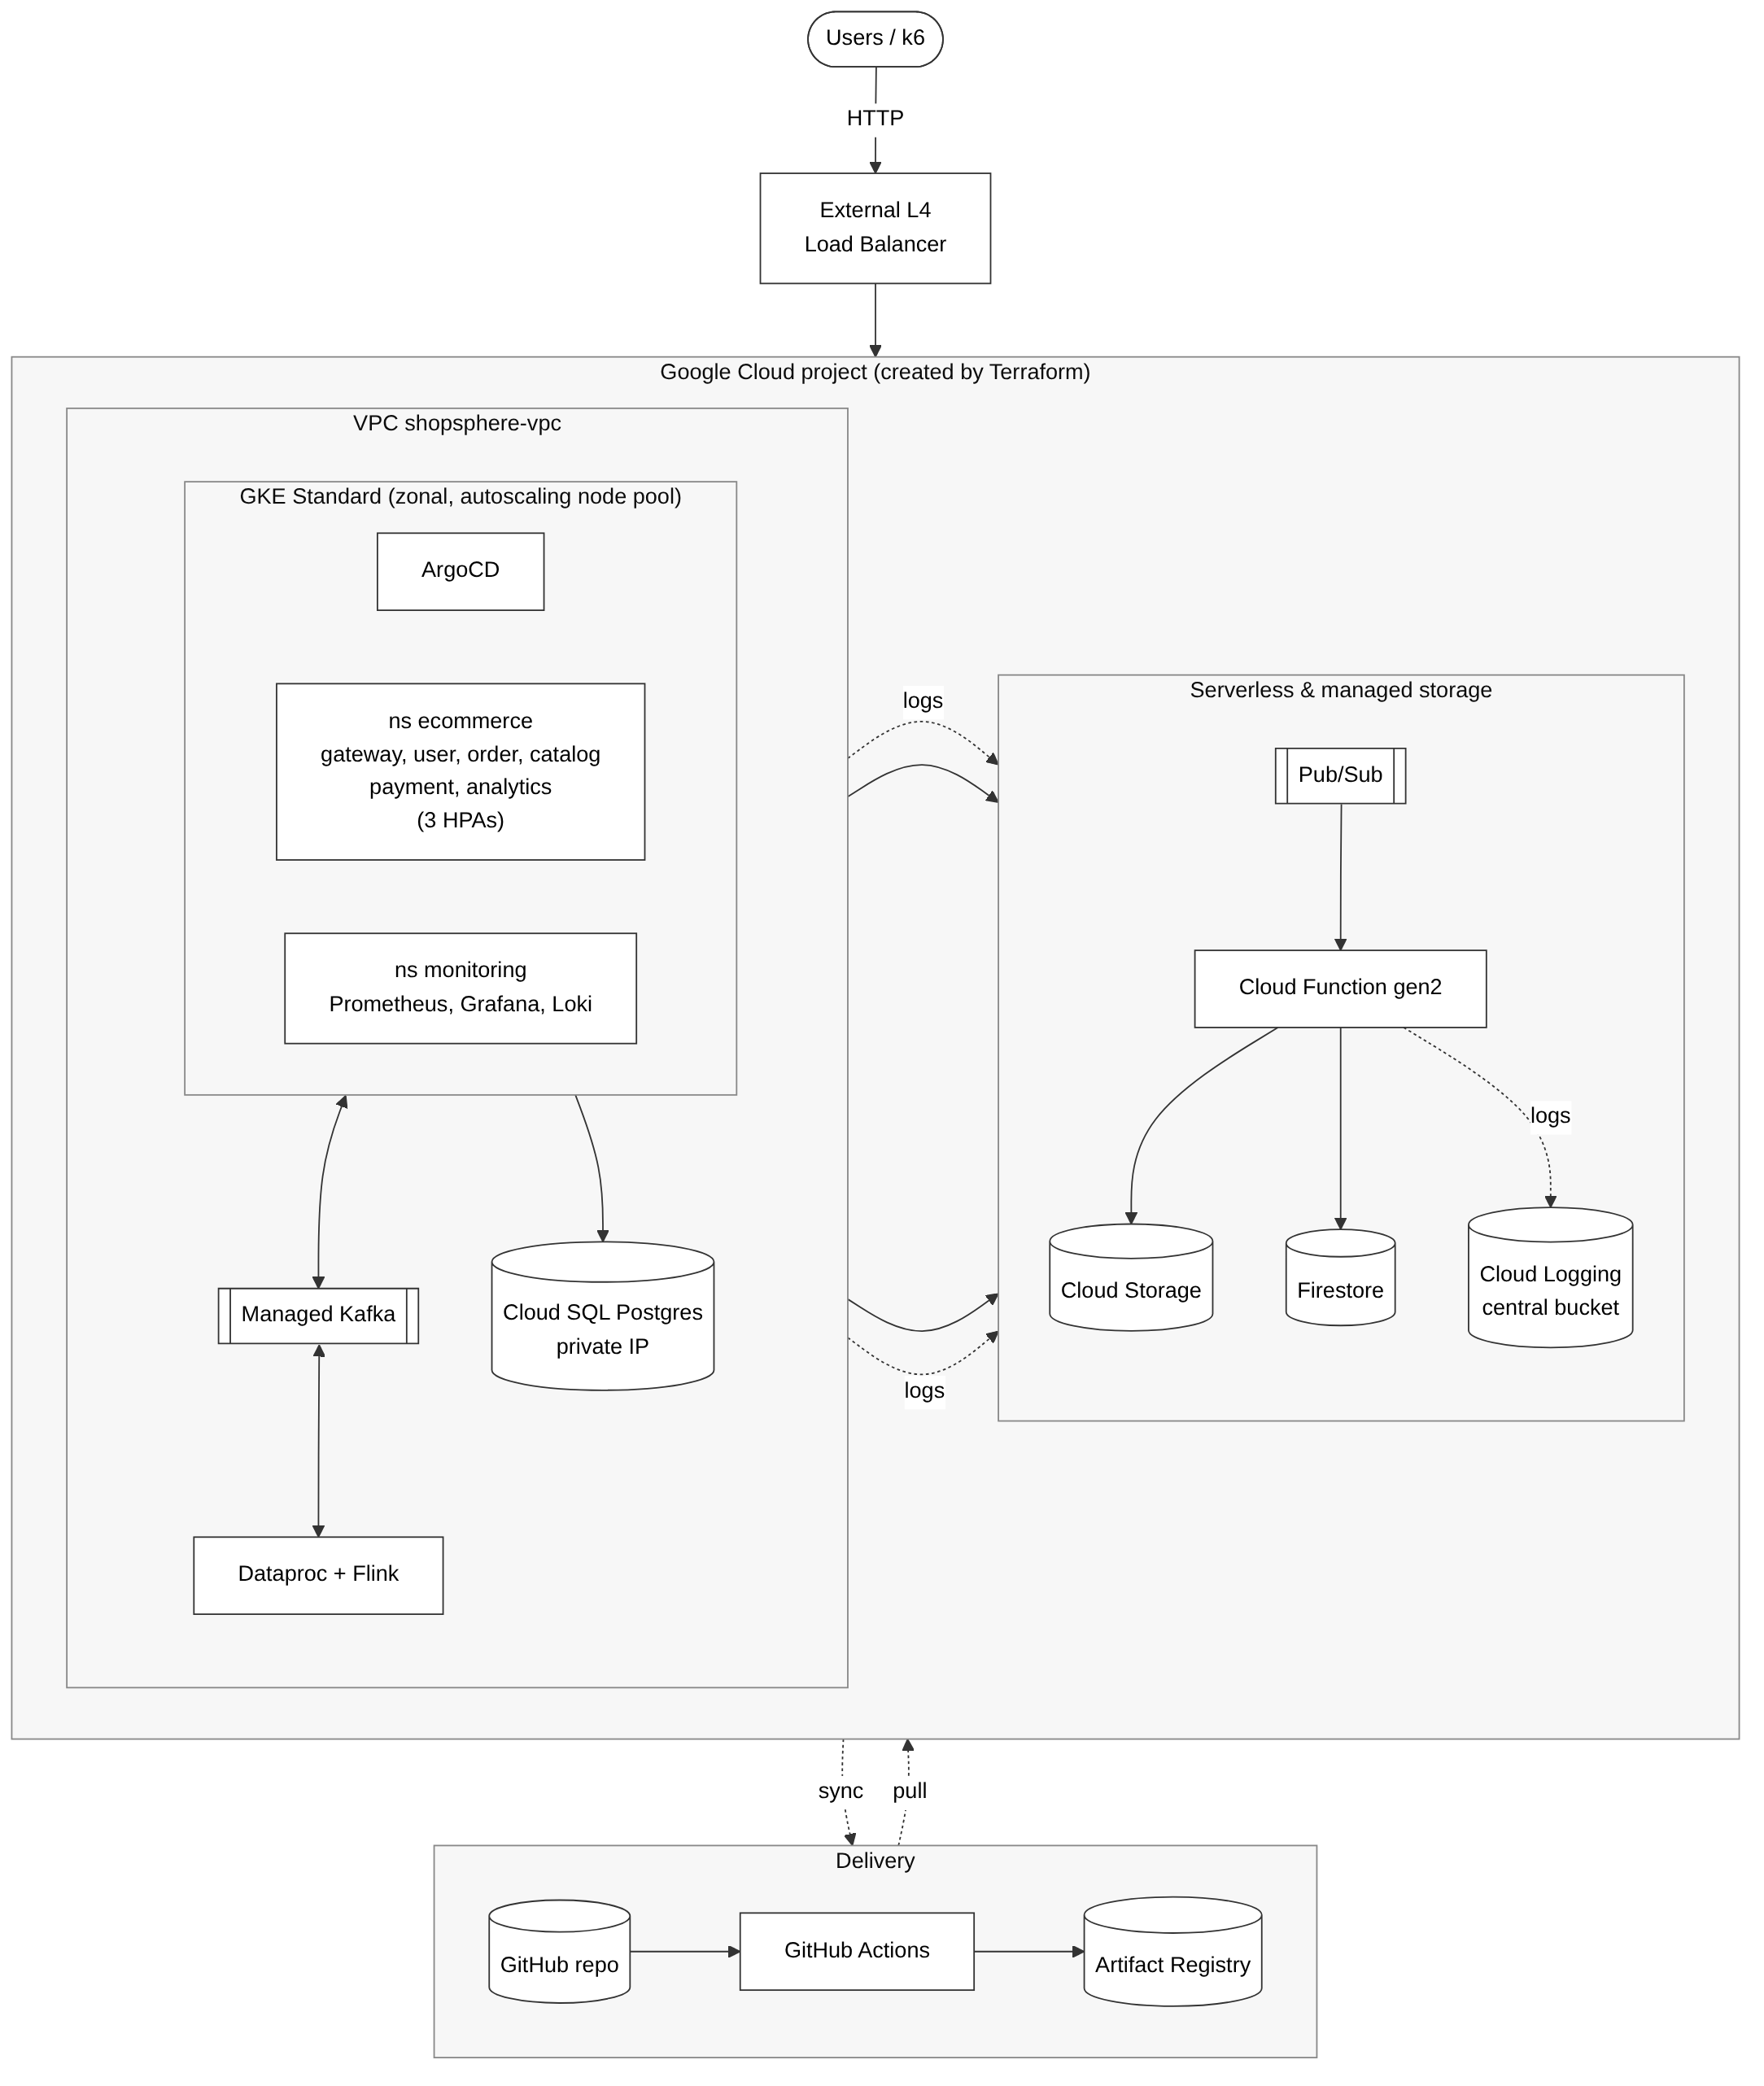 Users / k6
HTTP
External L4
Load Balancer
Google Cloud project (created by Terraform)
VPC shopsphere-vpc
GKE Standard (zonal, autoscaling node pool)
ArgoCD
ns ecommerce
gateway, user, order, catalog
payment, analytics
(3 HPAs)
ns monitoring
Prometheus, Grafana, Loki
Managed Kafka
Cloud SQL Postgres
private IP
Dataproc + Flink
logs
logs
Serverless & managed storage
Pub/Sub
Cloud Function gen2
logs
Cloud Storage
Firestore
Cloud Logging
central bucket
sync
pull
Delivery
GitHub repo
GitHub Actions
Artifact Registry